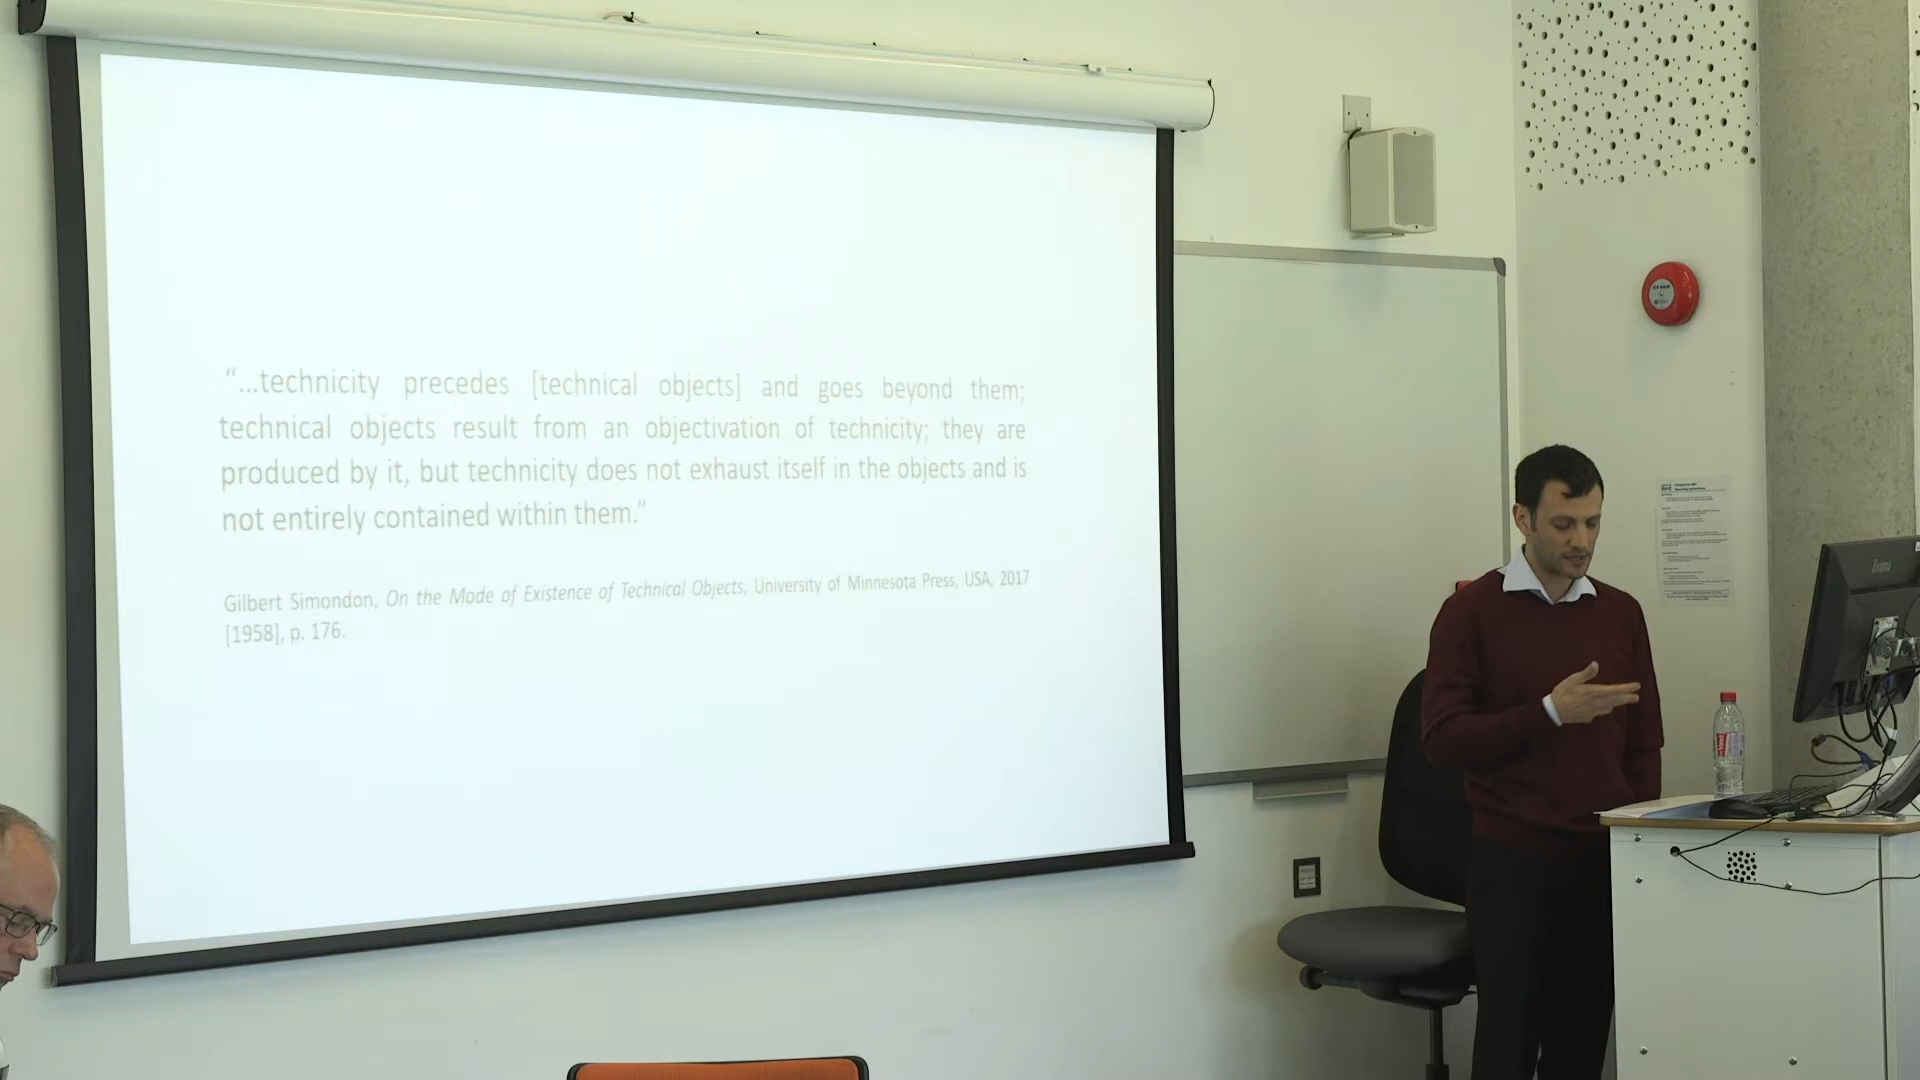 “...technicity precedes [technical objects] and goes beyond them;
technical objects result from an objectivation of technicity; they are
produced by it, but technicity does not exhaust itself in the objects and is
not entirely contained within them.”
Gilbert Simondon, On the Mode of Existence of Technical Objects, University of Minnesota Press, USA, 2017
[1958], p. 176.
iiyama